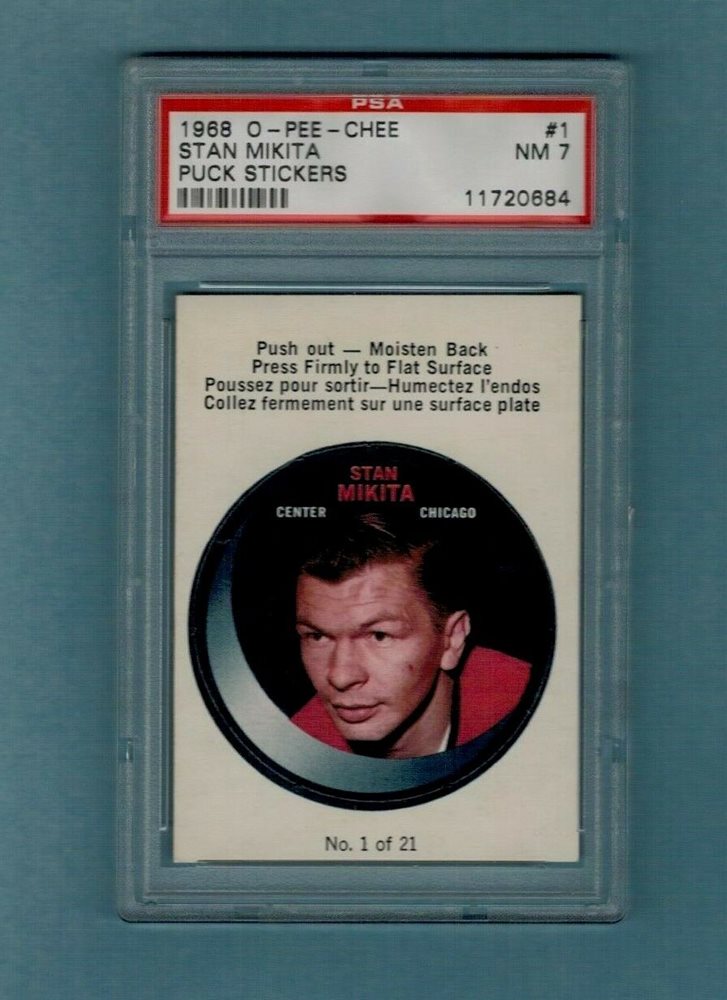 PSA
1968 O-PEE-CHEE #1
STAN MIKITA NM 7
PUCK STICKERS
11720684
Push out — Moisten Back
Press Firmly to Flat Surface
Poussez pour sortir—Humectez l'endos
Collez fermement sur une surface plate
STAN
MIKITA
CENTER CHICAGO
No. 1 of 21